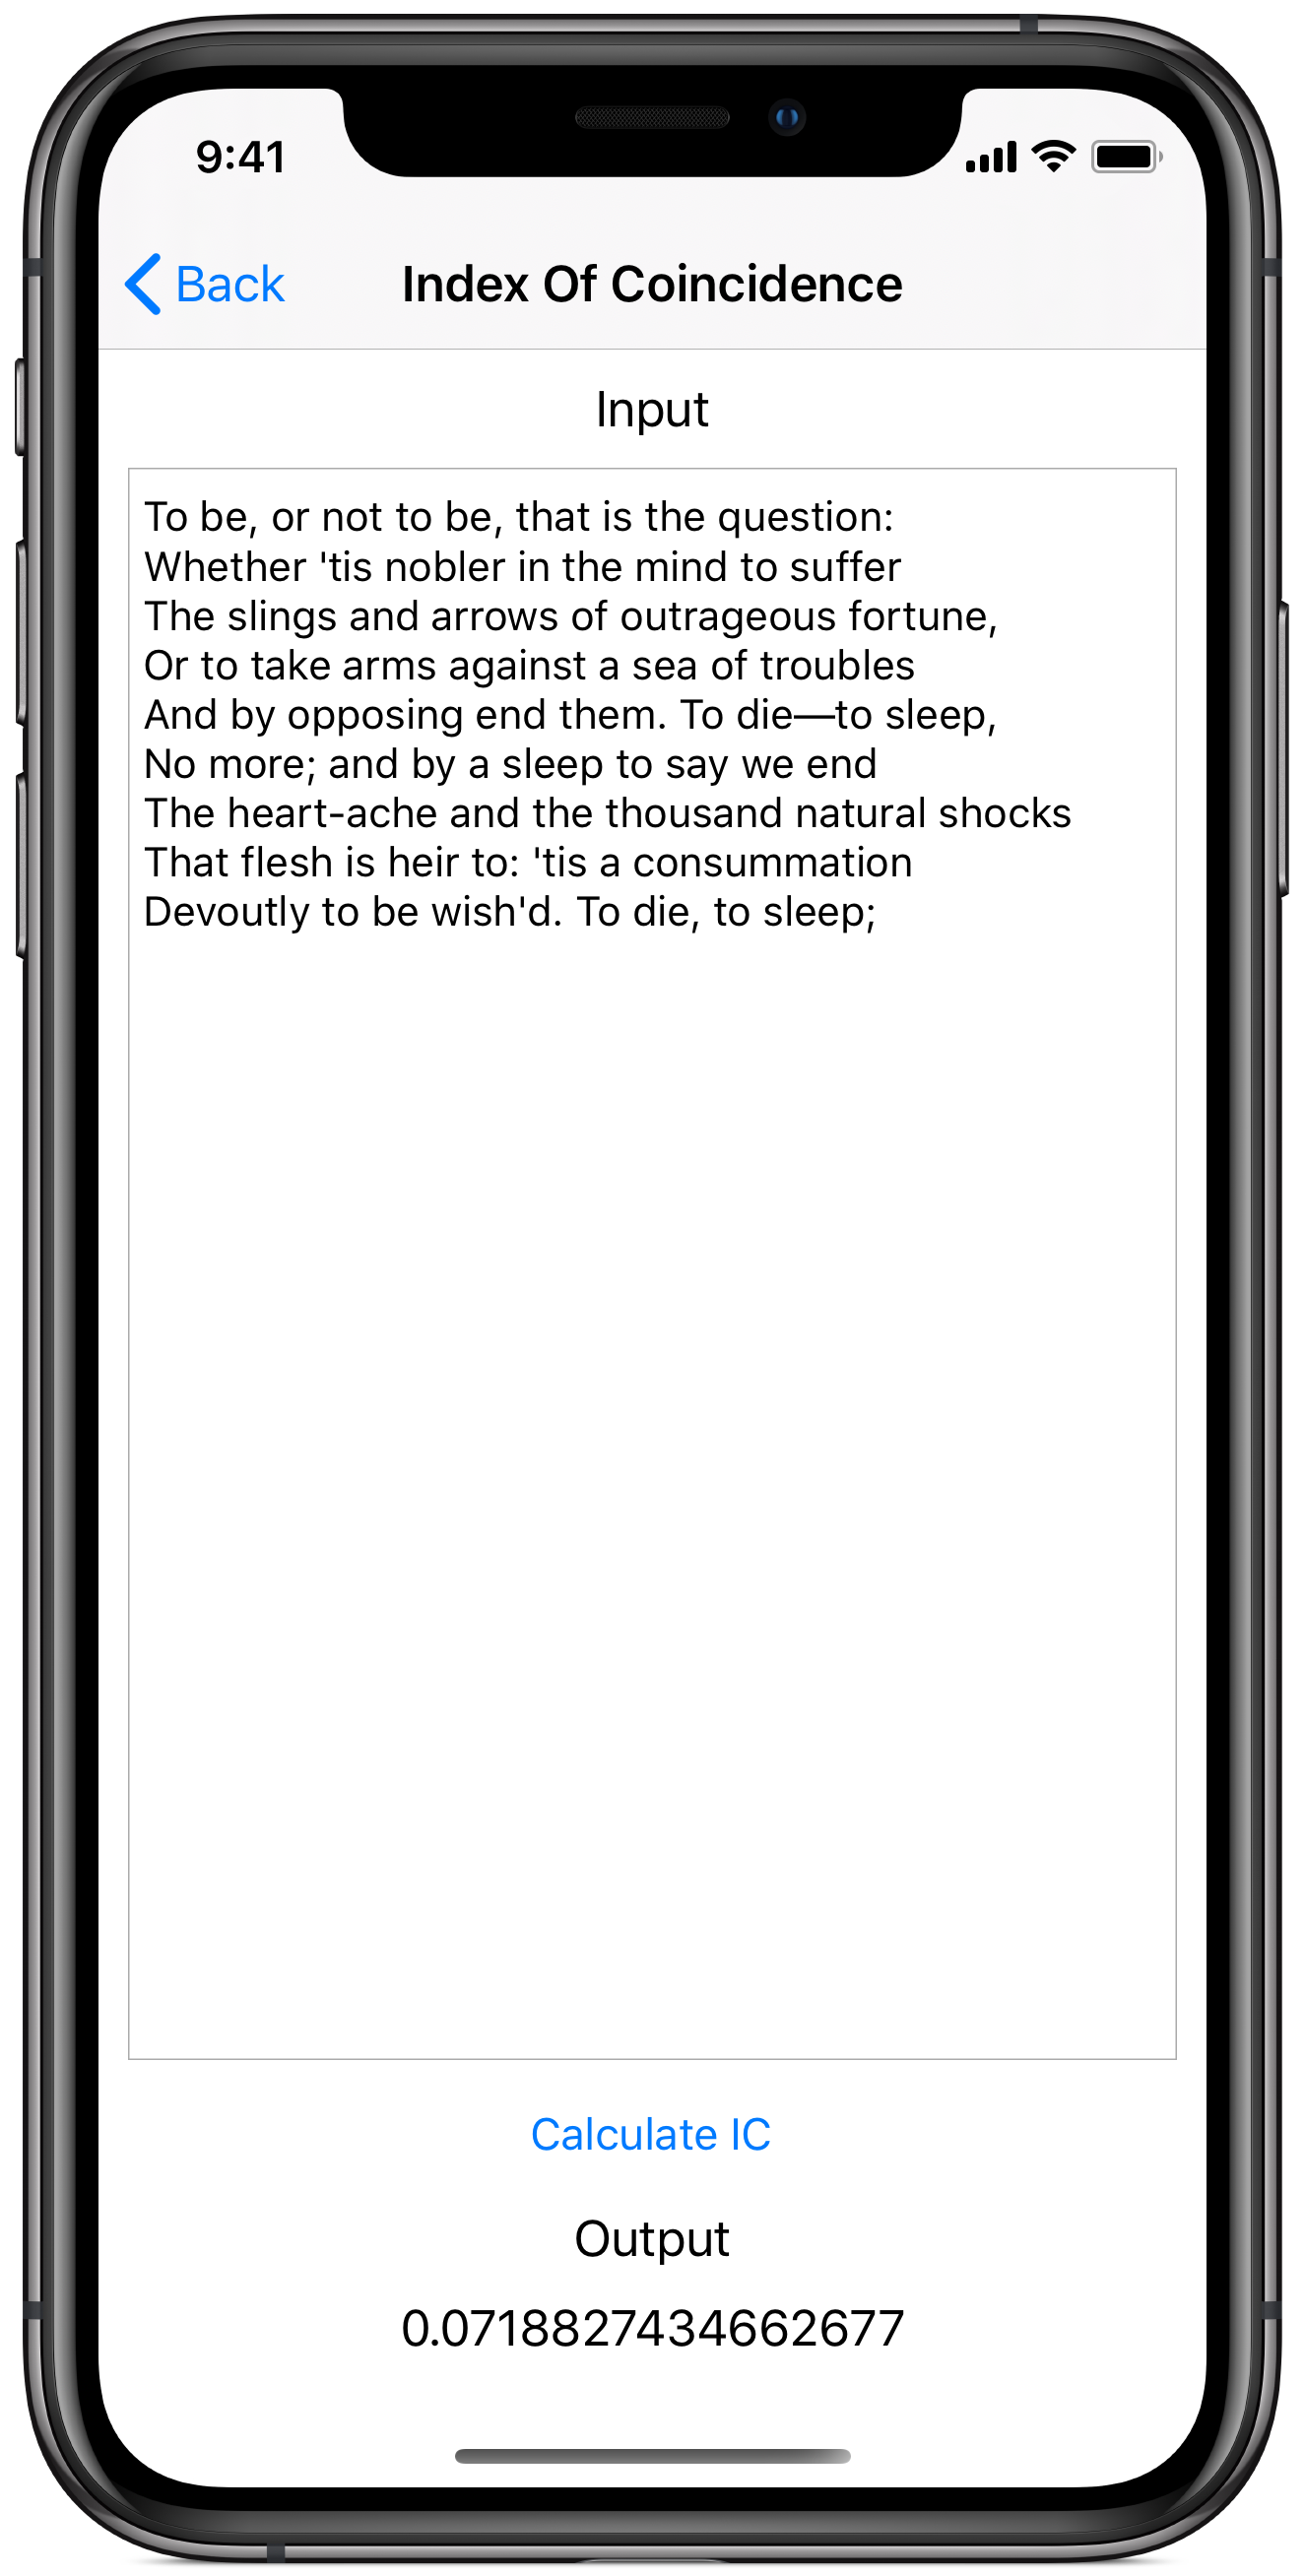 9:41
Back
Index Of Coincidence
Input
To be, or not to be, that is the question:
Whether 'tis nobler in the mind to suffer
The slings and arrows of outrageous fortune,
Or to take arms against a sea of troubles
And by opposing end them. To die—to sleep,
No more; and by a sleep to say we end
The heart-ache and the thousand natural shocks
That flesh is heir to: 'tis a consummation
Devoutly to be wish'd. To die, to sleep;
Calculate IC
Output
0.0718827434662677